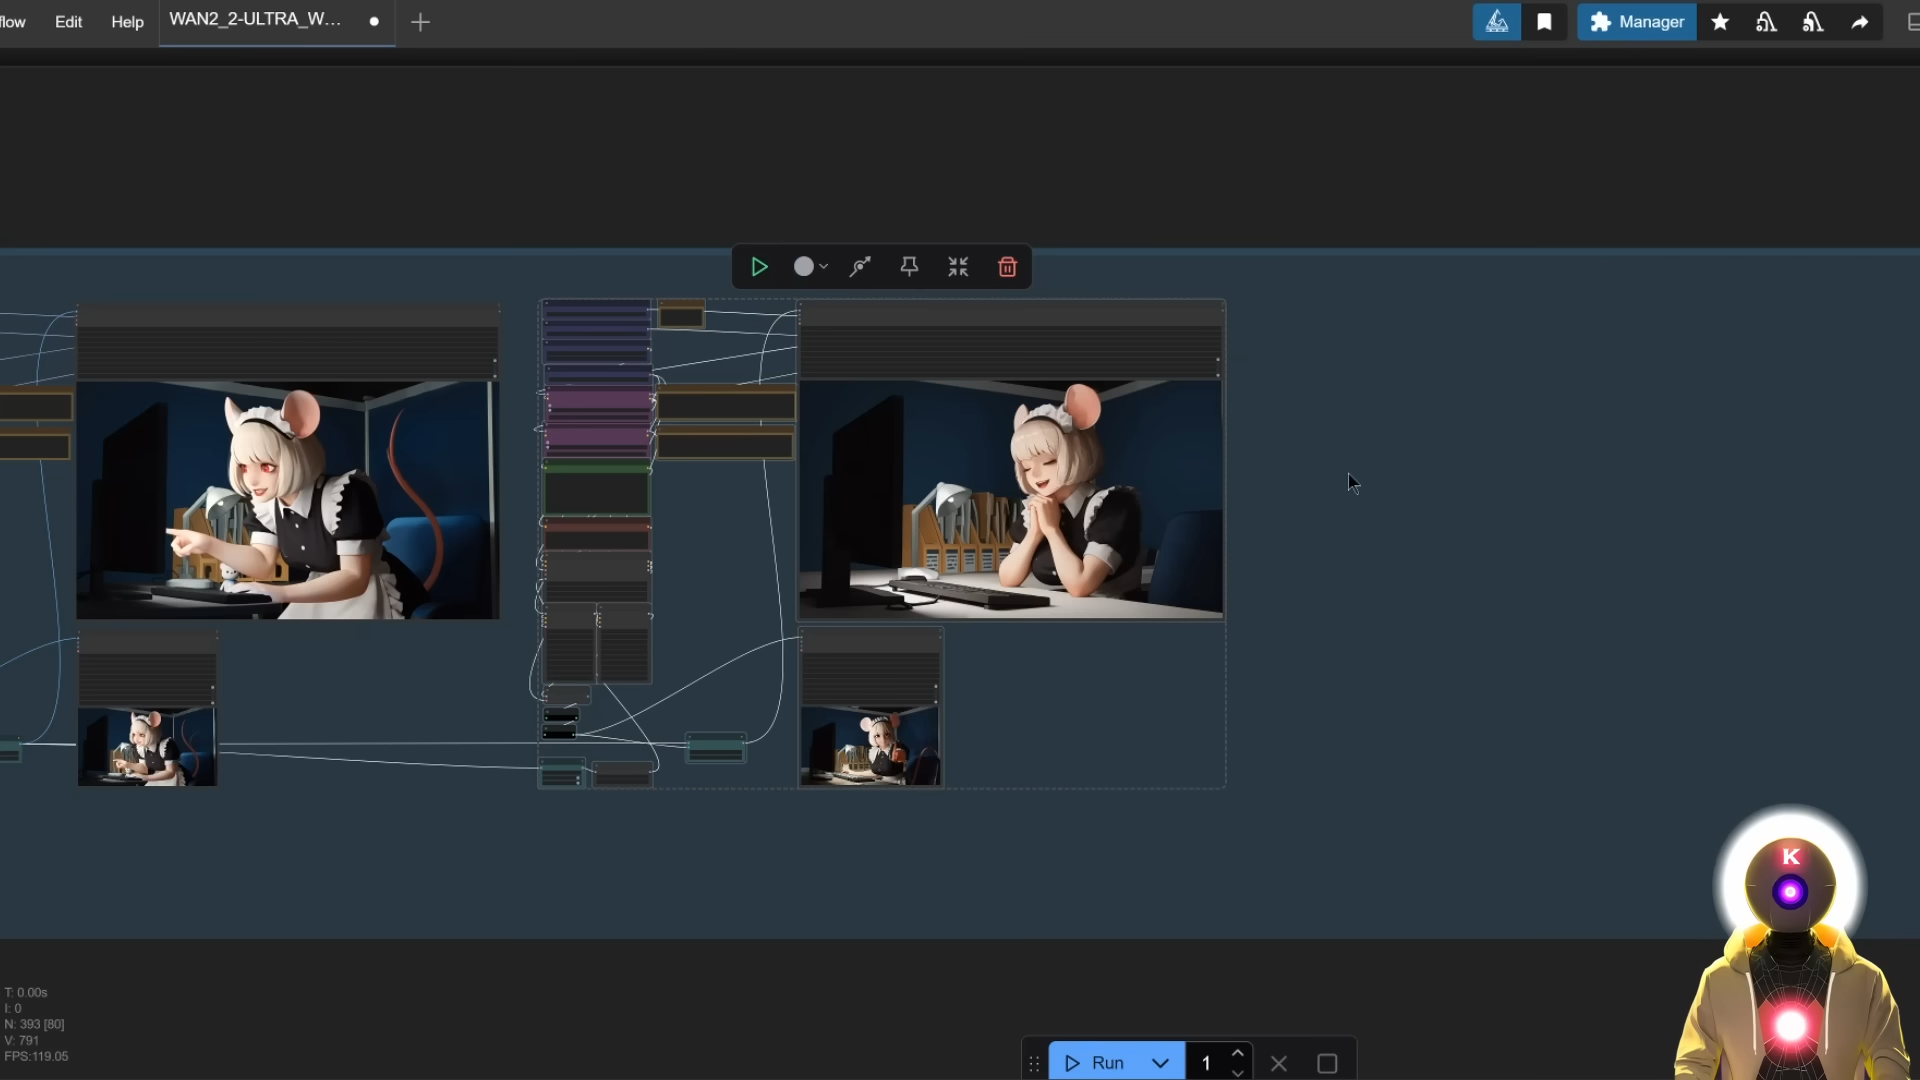 flow Edit Help WAN2_2-ULTRA_W...
Manager
K
T: 0.00s
I: 0
N: 393 [80]
V: 791
FPS:119.05
Run 1